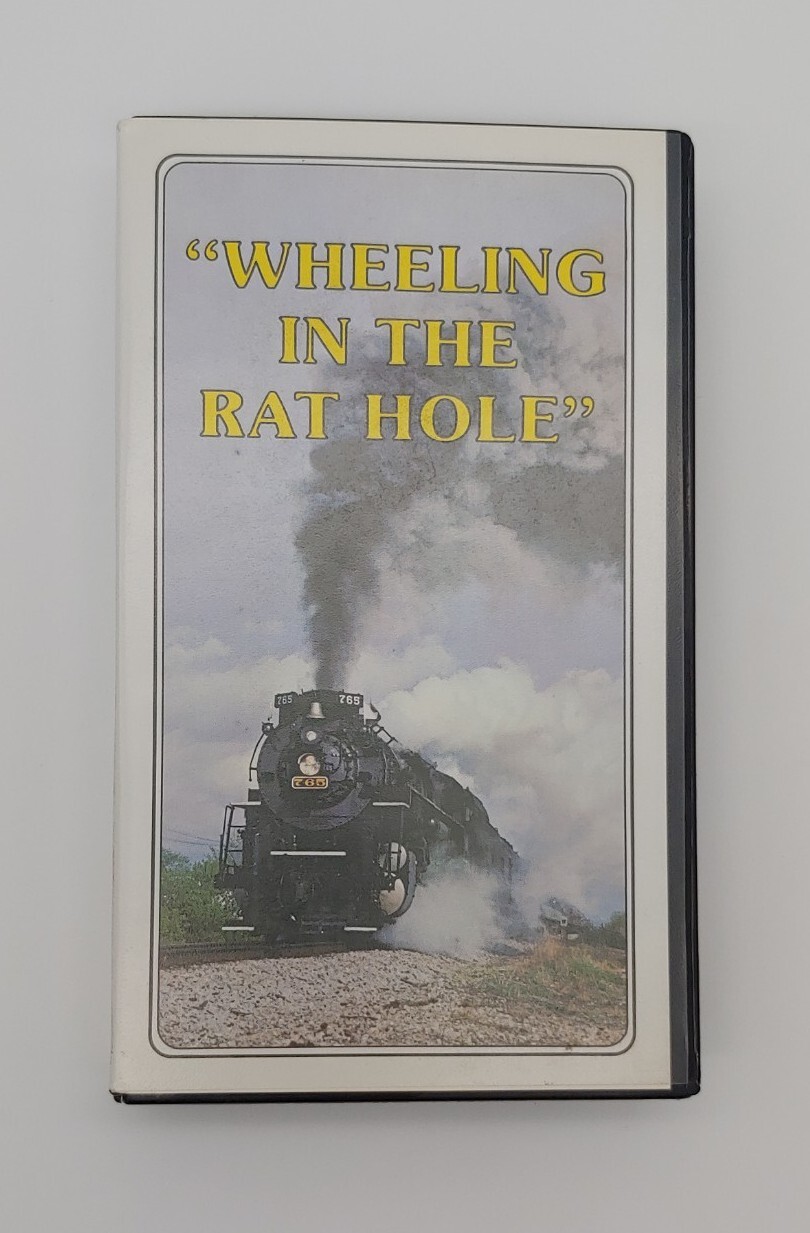 “WHEELING
IN THE
RAT HOLE”
765 765
765